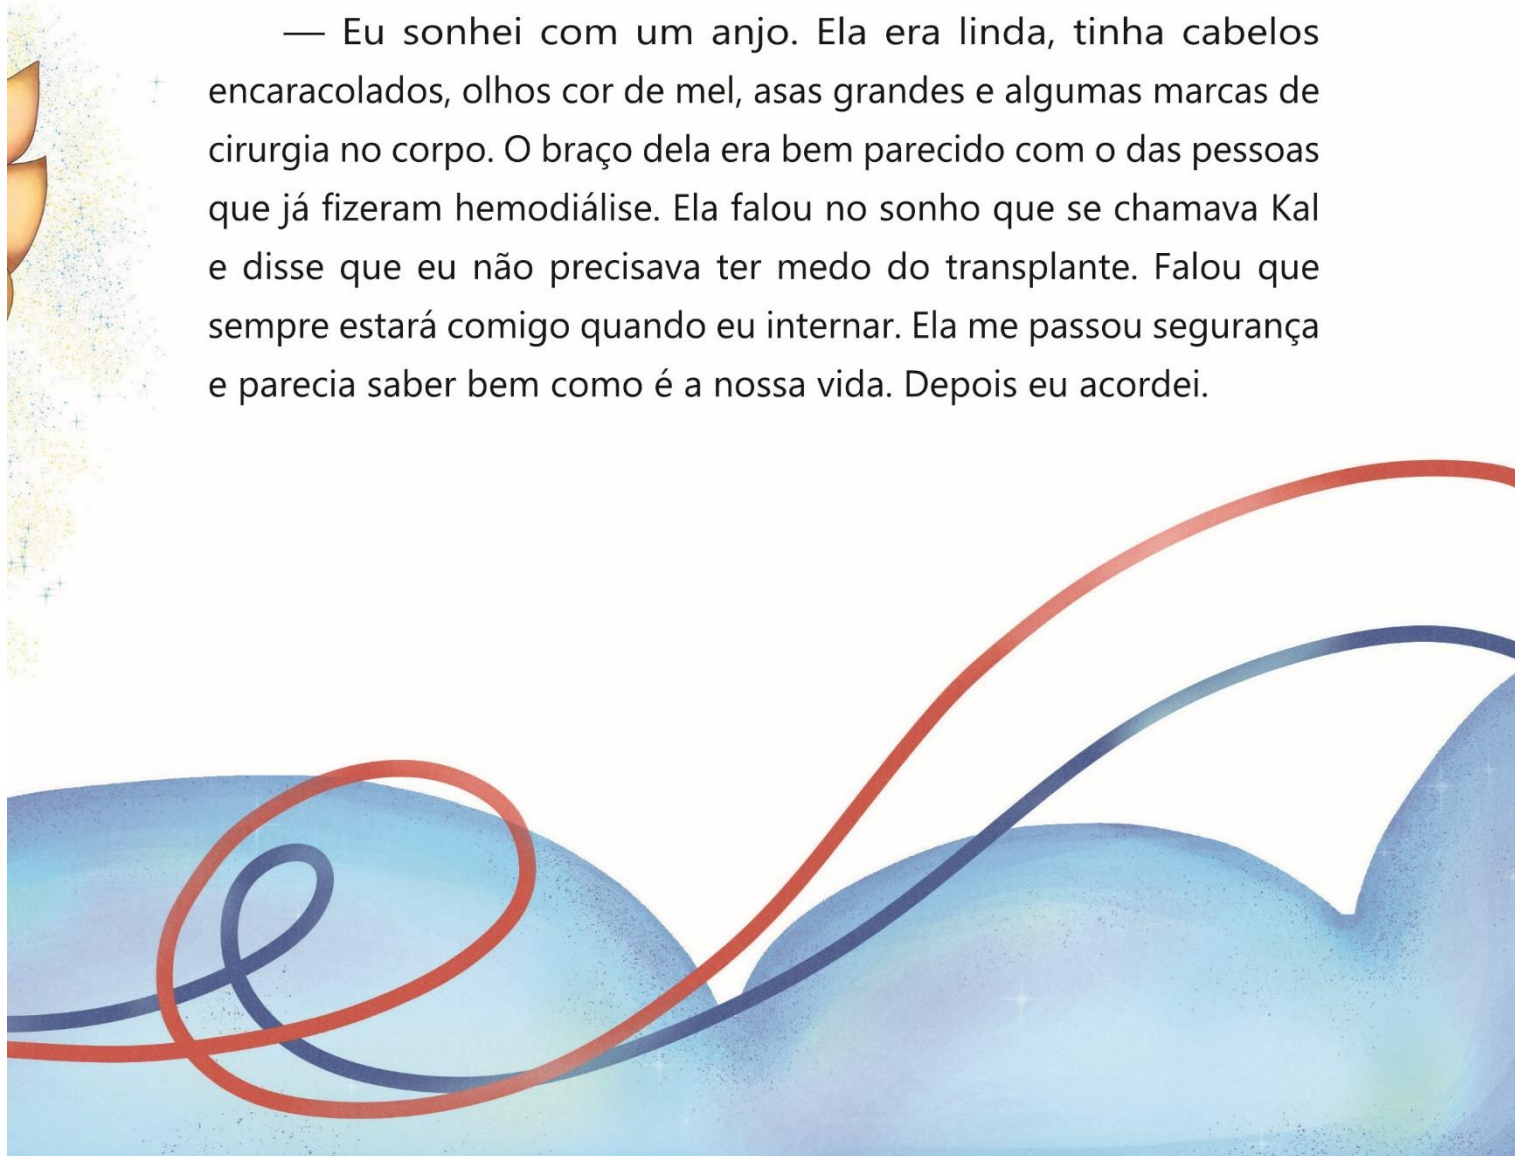 — Eu sonhei com um anjo. Ela era linda, tinha cabelos
encaracolados, olhos cor de mel, asas grandes e algumas marcas de
cirurgia no corpo. O braço dela era bem parecido com o das pessoas
que já fizeram hemodiálise. Ela falou no sonho que se chamava Kal
e disse que eu não precisava ter medo do transplante. Falou que
sempre estará comigo quando eu internar. Ela me passou segurança
e parecia saber bem como é a nossa vida. Depois eu acordei.